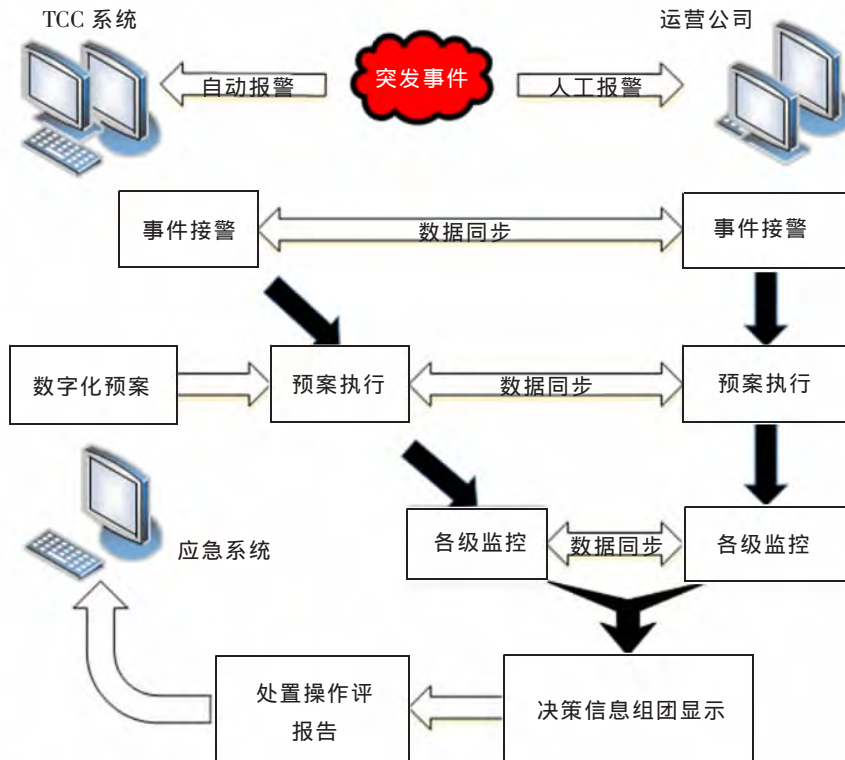 TCC 系统
运营公司
自动报警
突发事件
人工报警
事件接警
数据同步
事件接警
数字化预案
预案执行
数据同步
预案执行
应急系统
各级监控
数据同步
各级监控
处置操作评
报告
决策信息组团显示